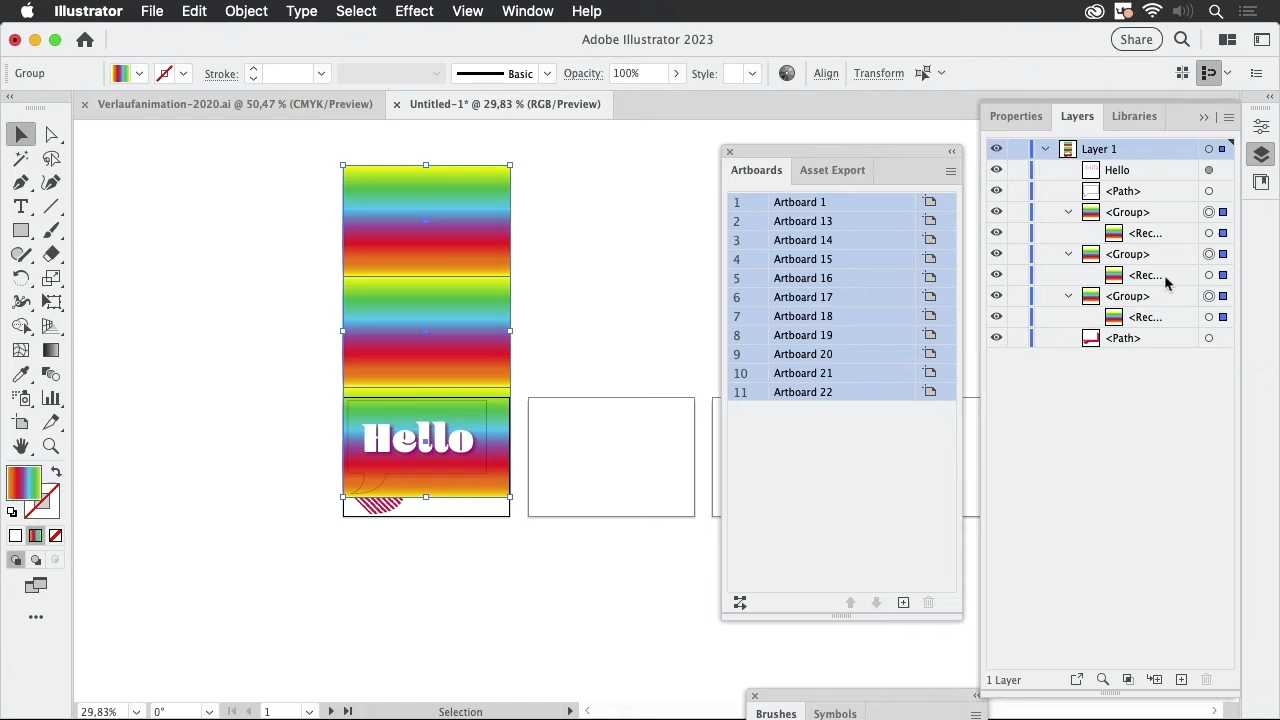 Illustrator File Edit Object Type Select Effect View Window Help
Adobe Illustrator 2023
Share
Group
Stroke:
Basic
Opacity:
100%
Style:
Align
Transform
× Verlaufanimation-2020.ai @ 50,47 % (CMYK/Preview)
× Untitled-1* @ 29,83 % (RGB/Preview)
Properties Layers Libraries
Layer 1
Hello
<Path>
<Group>
<Rec...
<Group>
<Rec...
<Group>
<Rec...
<Path>
1 Layer
Artboards Asset Export
1 Artboard 1
2 Artboard 13
3 Artboard 14
4 Artboard 15
5 Artboard 16
6 Artboard 17
7 Artboard 18
8 Artboard 19
9 Artboard 20
10 Artboard 21
11 Artboard 22
Hello
29,83% 0° 1 Selection
Brushes Symbols